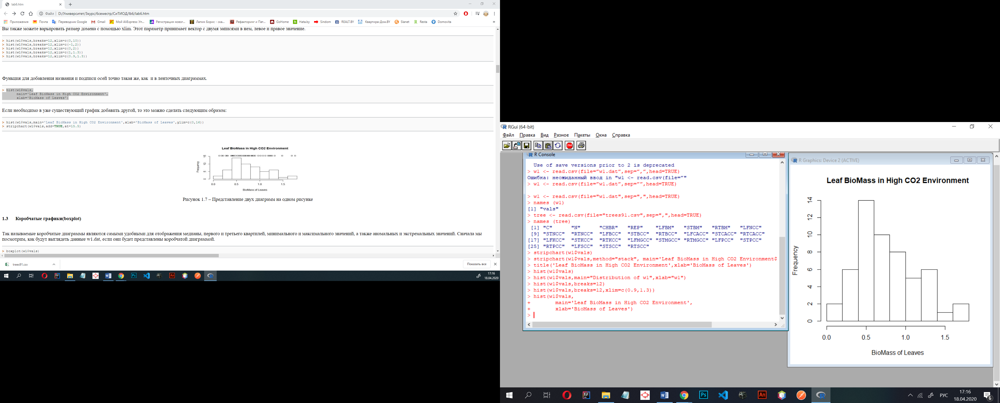 lab6.htm
Файл D:/Университет/3курс/6семестр/СиТИОД/lb6/lab6.htm
Приложения Почта Переводчик Google Gmail Мой AliExpress: Уп... Регистрация новог... Лапин Борис - ска... Рефакторинг и Пат... GoHome Hata.by Sindom REALT.BY Квартира-Дом.BY Slanet Resta Domovita »
Вы также можете варьировать размер домена с помощью xlim. Этот параметр принимает вектор с двумя записями в нем, левое и правое значение.
> hist(w1$vals,breaks=12,xlim=c(0,10))
> hist(w1$vals,breaks=12,xlim=c(-1,2))
> hist(w1$vals,breaks=12,xlim=c(0,2))
> hist(w1$vals,breaks=12,xlim=c(1,1.3))
> hist(w1$vals,breaks=12,xlim=c(0.9,1.3))
Функция для добавления названия и подписи осей точно такая же, как и в ленточных диаграммах.
> hist(w1$vals,
main='Leaf BioMass in High CO2 Environment',
xlab='BioMass of Leaves')
Если необходимо в уже существующий график добавить другой, то это можно сделать следующим образом:
> hist(w1$vals,main='Leaf BioMass in High CO2 Environment',xlab='BioMass of Leaves',ylim=c(0,16))
> stripchart(w1$vals,add=TRUE,at=15.5)
Leaf BioMass in High CO2 Environment
Frequency
0 5 10 15
0.0 0.5 1.0 1.5
BioMass of Leaves
Рисунок 1.7 – Представление двух диаграмм на одном рисунке
1.3 Коробчатые графики(boxplot)
Так называемые коробчатые диаграммы являются самыми удобными для отображения медианы, первого и третьего квартилей, минимального и максимального значений, а также аномальных и экстремальных значений. Сначала мы
посмотрим, как будут выглядеть данные w1.dat, если они будет представлены коробчатой диаграммой.
> boxplot(w1$vals)
trees91.csv
Показать все
17:16
18.04.2020
RGui (64-bit)
Файл Правка Вид Разное Пакеты Окна Справка
STOP
R Console
Use of save versions prior to 2 is deprecated
> w1 <- read.csv(file=”w1.dat”,sep=”,”,head=TRUE)
Ошибка: неожиданный ввод in "w1 <- read.csv(file=”"
> w1 <- read.csv(file="w1.dat",sep="",head=TRUE)
> w1 <- read.csv(file="w1.dat",sep=",",head=TRUE)
> names (w1)
[1] "vals"
> tree <- read.csv(file="trees91.csv",sep=",",head=TRUE)
> names (tree)
[1] "C" "N" "CHBR" "REP" "LFBM" "STBM" "RTBM" "LFNCC"
[9] "STNCC" "RTNCC" "LFBCC" "STBCC" "RTBCC" "LFCACC" "STCACC" "RTCACC"
[17] "LFKCC" "STKCC" "RTKCC" "LFMGCC" "STMGCC" "RTMGCC" "LFPCC" "STPCC"
[25] "RTPCC" "LFSCC" "STSCC" "RTSCC"
> stripchart(w1$vals)
> stripchart(w1$vals,method="stack", main='Leaf BioMass in High CO2 Environment$
> title('Leaf BioMass in High CO2 Environment',xlab='BioMass of Leaves')
> hist(w1$vals)
> hist(w1$vals,main="Distribution of w1",xlab="w1")
> hist(w1$vals,breaks=12)
> hist(w1$vals,breaks=12,xlim=c(0.9,1.3))
> hist(w1$vals,
+ main='Leaf BioMass in High CO2 Environment',
+ xlab='BioMass of Leaves')
>
R Graphics: Device 2 (ACTIVE)
Leaf BioMass in High CO2 Environment
Frequency
0 2 4 6 8 10 12 14
0.0 0.5 1.0 1.5
BioMass of Leaves
РУС
17:16
18.04.2020
6